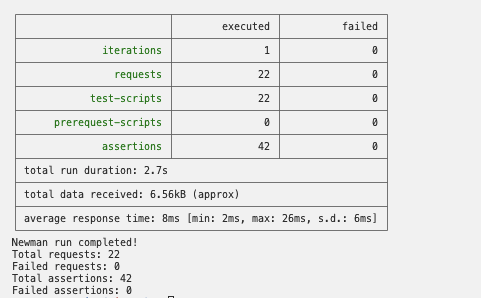 executed failed
iterations 1 0
requests 22 0
test-scripts 22 0
prerequest-scripts 0 0
assertions 42 0
total run duration: 2.7s
total data received: 6.56kB (approx)
average response time: 8ms [min: 2ms, max: 26ms, s.d.: 6ms]
Newman run completed!
Total requests: 22
Failed requests: 0
Total assertions: 42
Failed assertions: 0